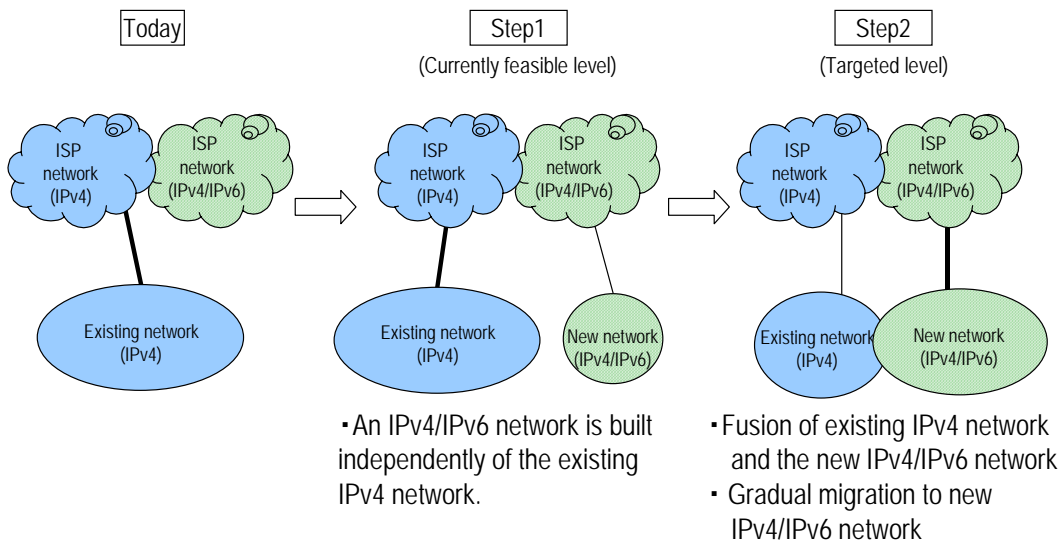 Today
ISP
network
(IPv4)
ISP
network
(IPv4/IPv6)
Existing network
(IPv4)
Step1
(Currently feasible level)
ISP
network
(IPv4)
ISP
network
(IPv4/IPv6)
Existing network
(IPv4)
New network
(IPv4/IPv6)
・An IPv4/IPv6 network is built
independently of the existing
IPv4 network.
Step2
(Targeted level)
ISP
network
(IPv4)
ISP
network
(IPv4/IPv6)
Existing network
(IPv4)
New network
(IPv4/IPv6)
・Fusion of existing IPv4 network
and the new IPv4/IPv6 network
・ Gradual migration to new
IPv4/IPv6 network